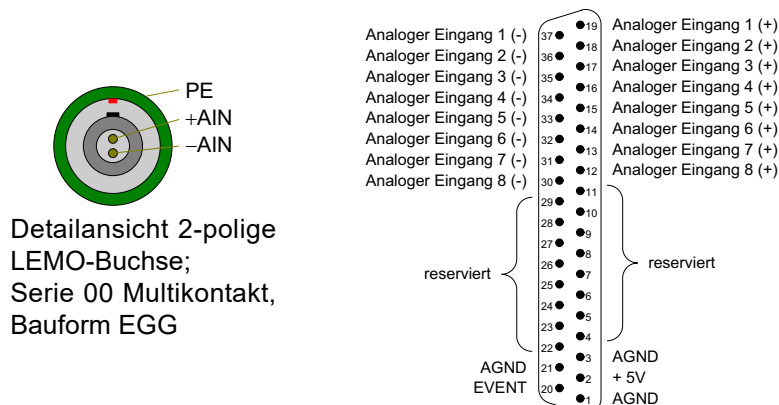 PE
+AIN
−AIN
Detailansicht 2-polige
LEMO-Buchse;
Serie 00 Multikontakt,
Bauform EGG
Analoger Eingang 1 (-) 37 19 Analoger Eingang 1 (+)
Analoger Eingang 2 (-) 36 18 Analoger Eingang 2 (+)
Analoger Eingang 3 (-) 35 17 Analoger Eingang 3 (+)
Analoger Eingang 4 (-) 34 16 Analoger Eingang 4 (+)
Analoger Eingang 5 (-) 33 15 Analoger Eingang 5 (+)
Analoger Eingang 6 (-) 32 14 Analoger Eingang 6 (+)
Analoger Eingang 7 (-) 31 13 Analoger Eingang 7 (+)
Analoger Eingang 8 (-) 30 12 Analoger Eingang 8 (+)
29 11
28 10
27 9
26 8
reserviert 25 7 reserviert
24 6
23 5
22 4
AGND 21 3 AGND
EVENT 20 2 + 5V
1 AGND